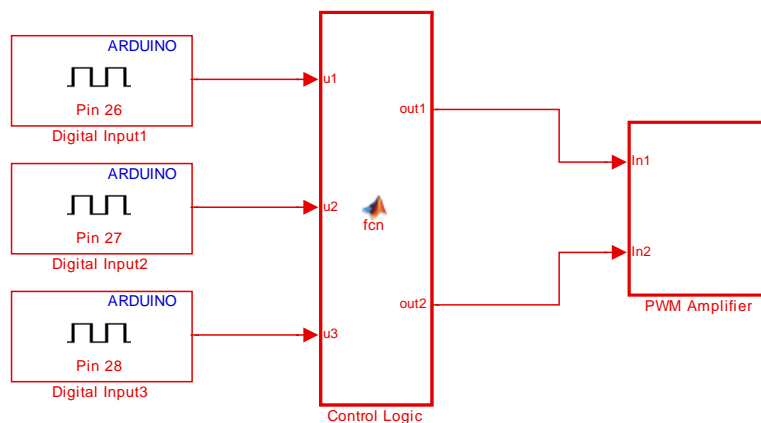 ARDUINO
Pin 26
Digital Input1
ARDUINO
Pin 27
Digital Input2
ARDUINO
Pin 28
Digital Input3
u1
u2
u3
fcn
out1
out2
Control Logic
In1
In2
PWM Amplifier